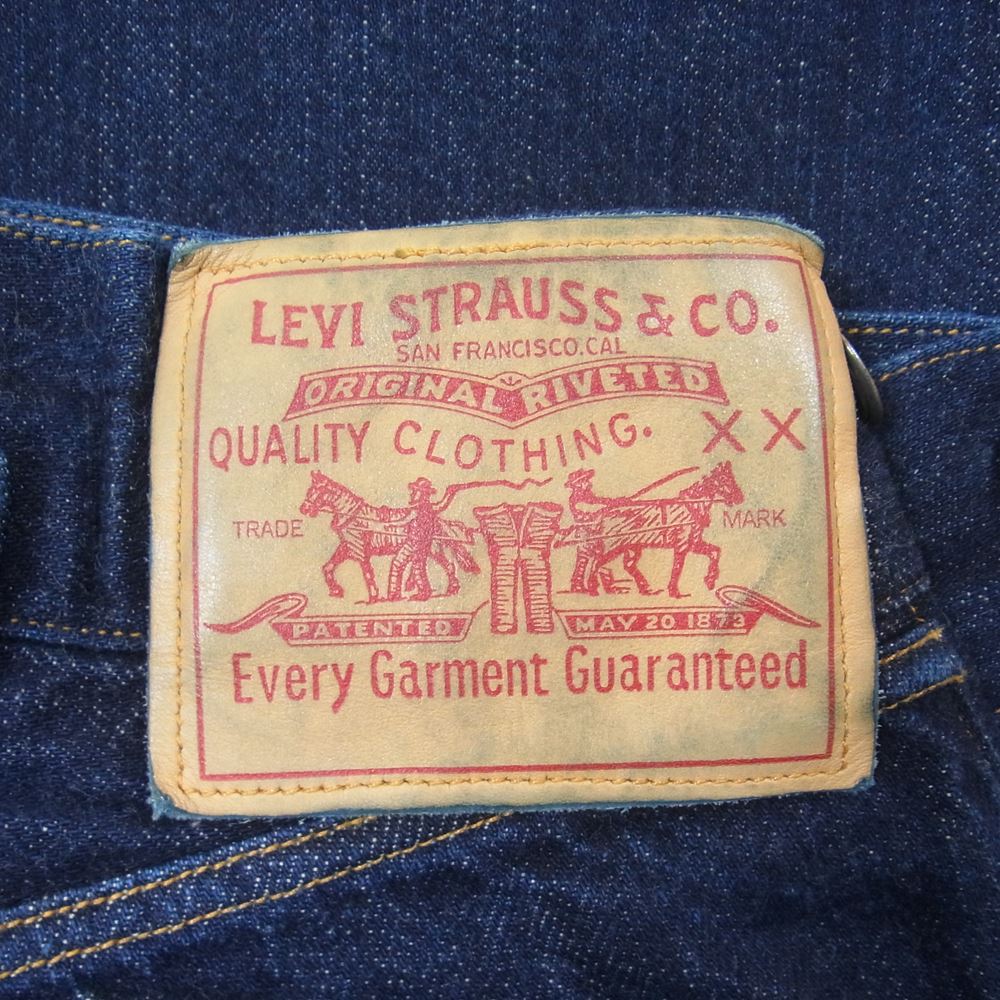 LEVI STRAUSS & CO.
SAN FRANCISCO.CAL
ORIGINAL RIVETED
QUALITY CLOTHING. XX
TRADE MARK
PATENTED MAY 20 1873
Every Garment Guaranteed